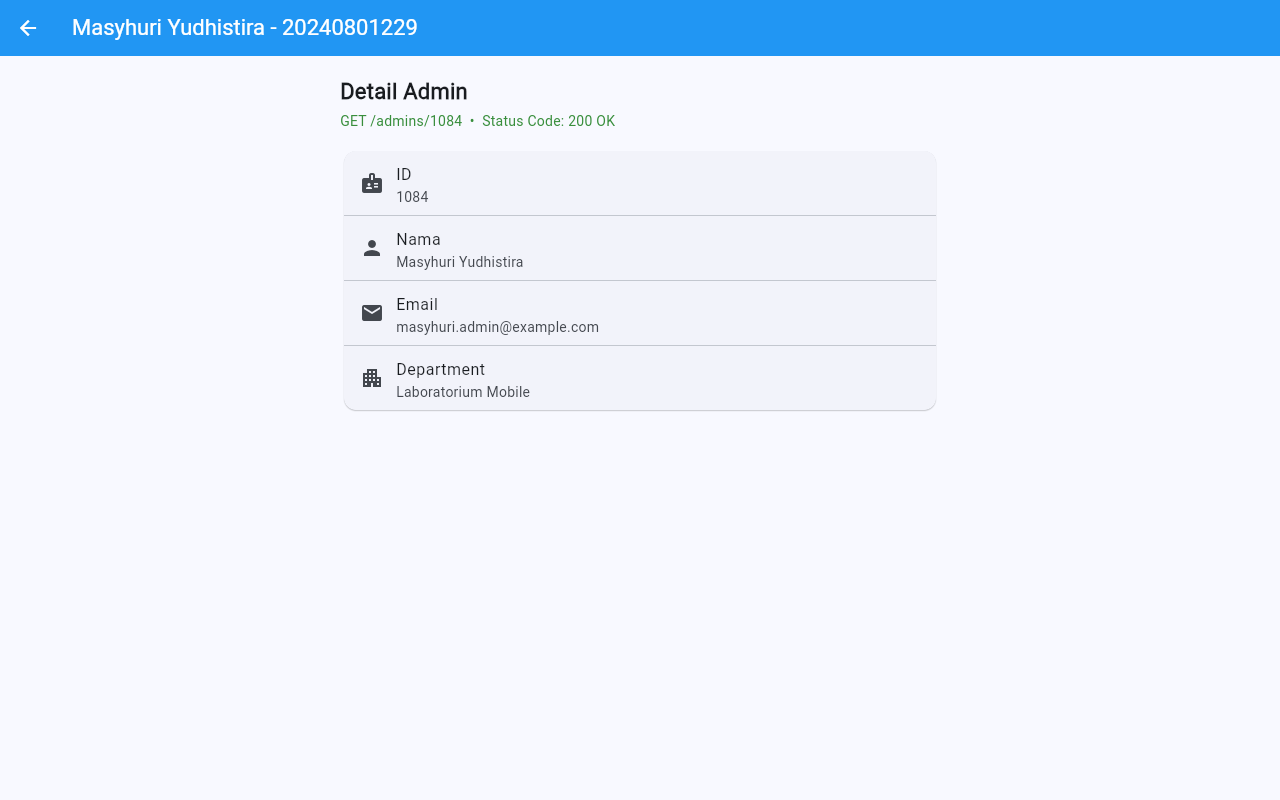 Masyhuri Yudhistira - 20240801229
Detail Admin
GET /admins/1084 • Status Code: 200 OK
ID
1084
Nama
Masyhuri Yudhistira
Email
masyhuri.admin@example.com
Department
Laboratorium Mobile